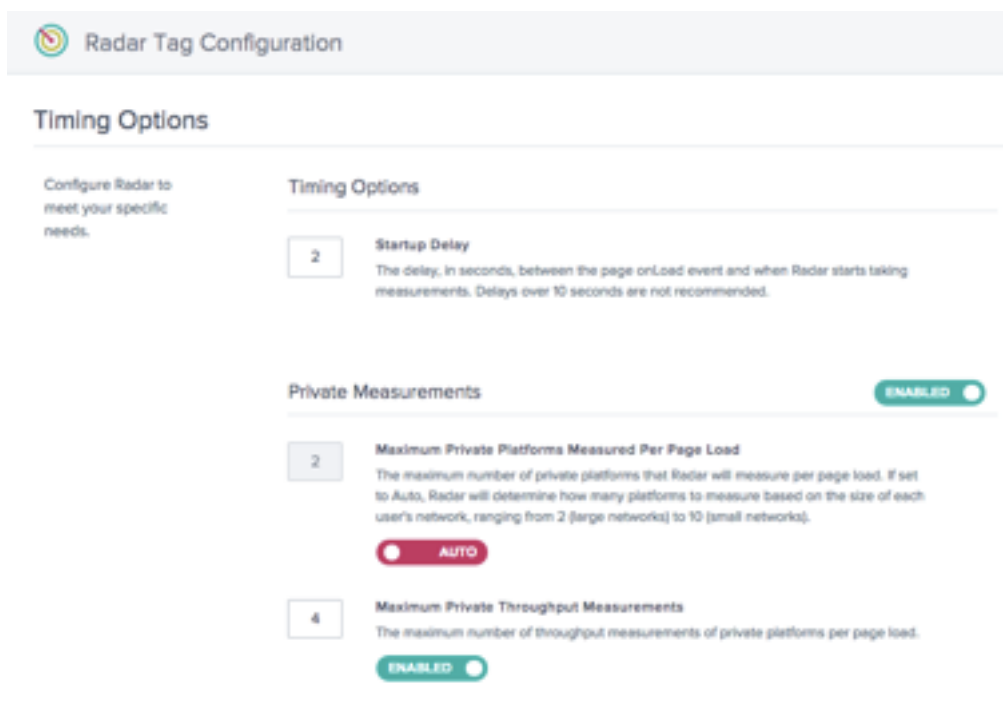 Radar Tag Configuration
Timing Options
Configure Radar to
meet your specific
needs.
Timing Options
2
Startup Delay
The delay, in seconds, between the page onLoad event and when Radar starts taking
measurements. Delays over 10 seconds are not recommended.
Private Measurements
ENABLED
2
Maximum Private Platforms Measured Per Page Load
The maximum number of private platforms that Radar will measure per page load. If set
to Auto, Radar will determine how many platforms to measure based on the size of each
user's network, ranging from 2 (large networks) to 10 (small networks).
AUTO
4
Maximum Private Throughput Measurements
The maximum number of throughput measurements of private platforms per page load.
ENABLED